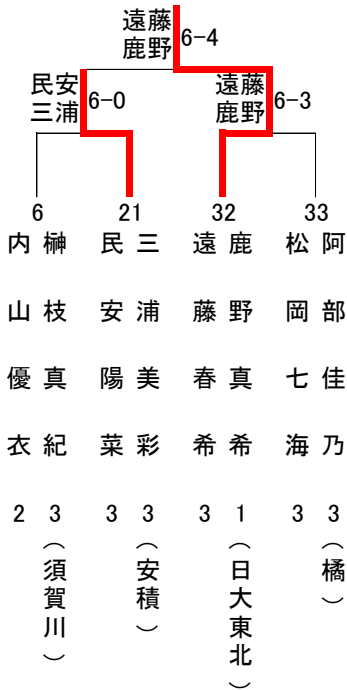 遠藤
鹿野
6-4
民安
三浦
6-0
遠藤
鹿野
6-3
6
21
32
33
内山優衣 2
榊枝真紀 3 (須賀川)
民安陽菜 3
三浦美彩 3 (安積)
遠藤春希 3
鹿野真希 1 (日大東北)
松岡七海 3
阿部佳乃 3 (橘)